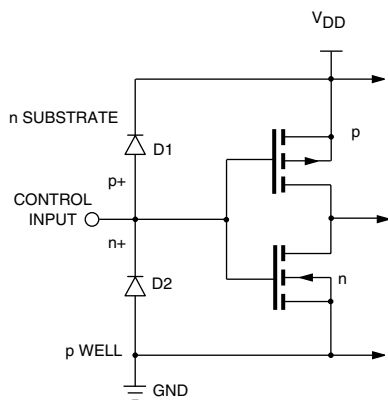 VDD
n SUBSTRATE
p
D1
p+
CONTROL
INPUT
n+
D2
n
p WELL
GND